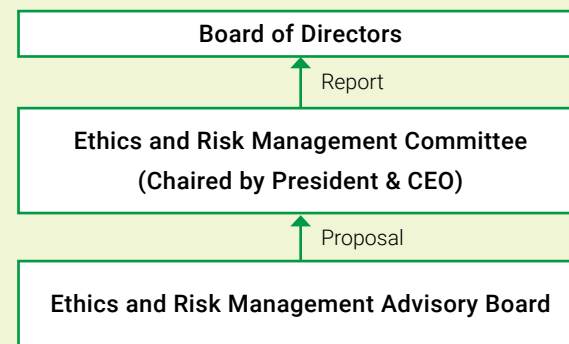 Board of Directors
Report
Ethics and Risk Management Committee
(Chaired by President & CEO)
Proposal
Ethics and Risk Management Advisory Board